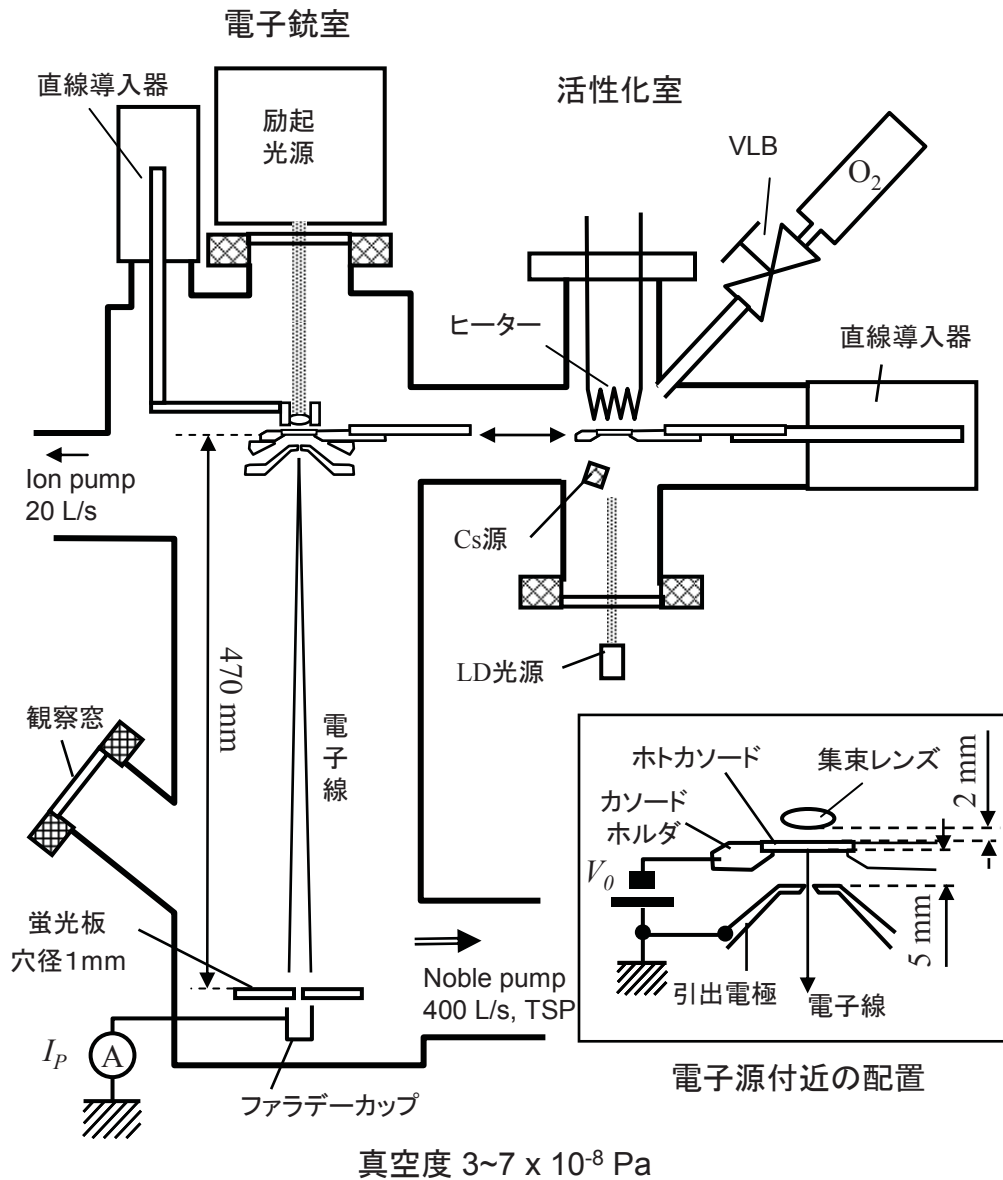 電子銃室
直線導入器
励起
光源
活性化室
VLB
O2
ヒーター
直線導入器
Ion pump
20 L/s
Cs源
LD光源
470 mm
電子線
観察窓
蛍光板
穴径1mm
Noble pump
400 L/s, TSP
IP
A
ファラデーカップ
ホトカソード
集束レンズ
2 mm
カソード
ホルダ
V0
5 mm
引出電極
電子線
電子源付近の配置
真空度 3~7 x 10-8 Pa